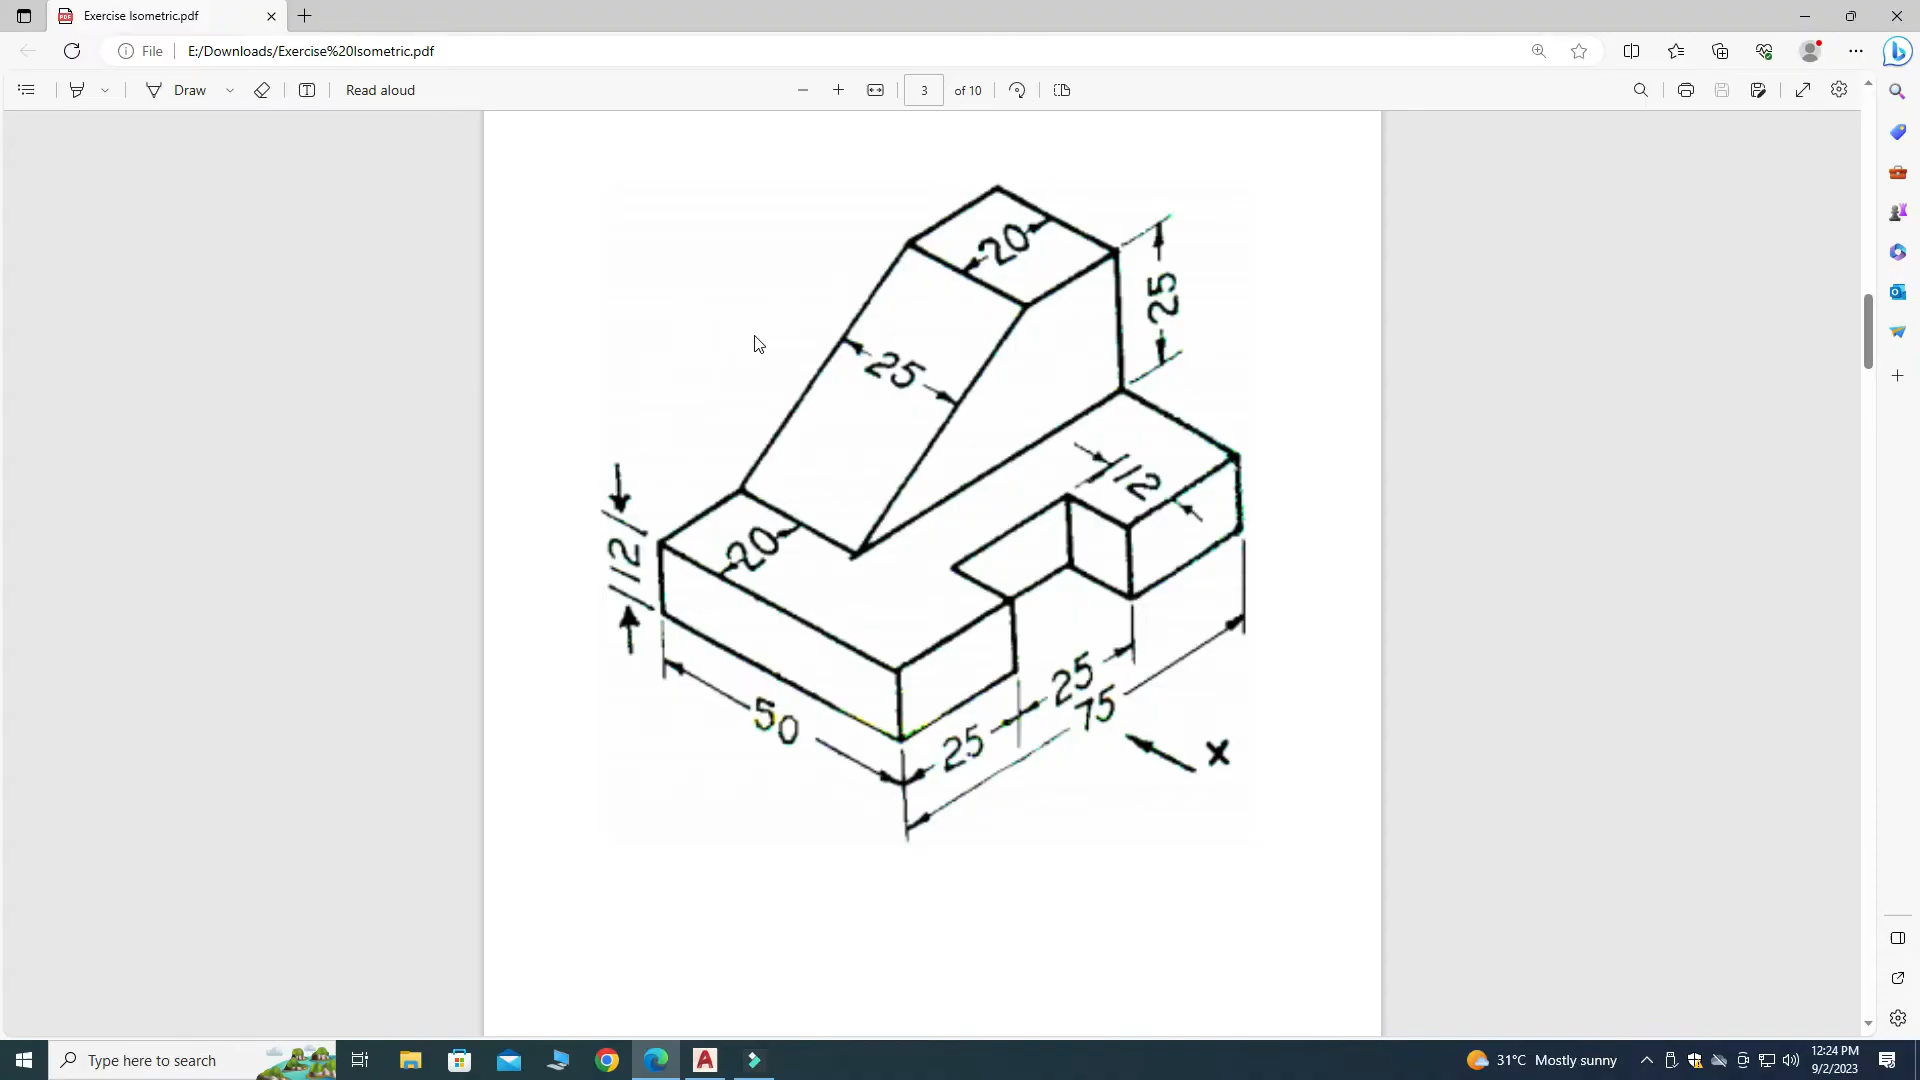 Exercise Isometric.pdf
File
E:/Downloads/Exercise%20Isometric.pdf
Draw
Read aloud
3 of 10
20
25
25
12
20
12
50
25
25
75
X
Type here to search
31°C Mostly sunny
12:24 PM
9/2/2023